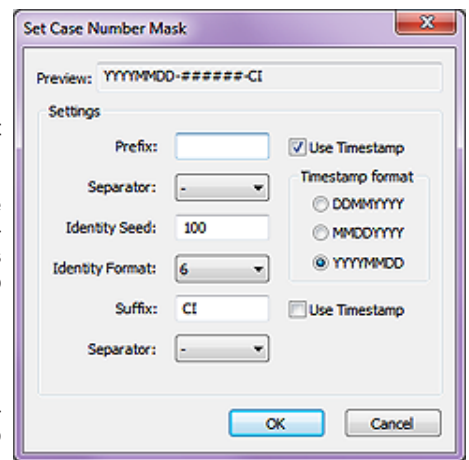 Set Case Number Mask
Preview: YYYYMMDD-######-CI
Settings
Prefix:
Use Timestamp
Separator: -
Timestamp format
DDMMYYYY
Identity Seed: 100
MMDDYYYY
Identity Format: 6
YYYYMMDD
Suffix: CI
Use Timestamp
Separator: -
OK Cancel